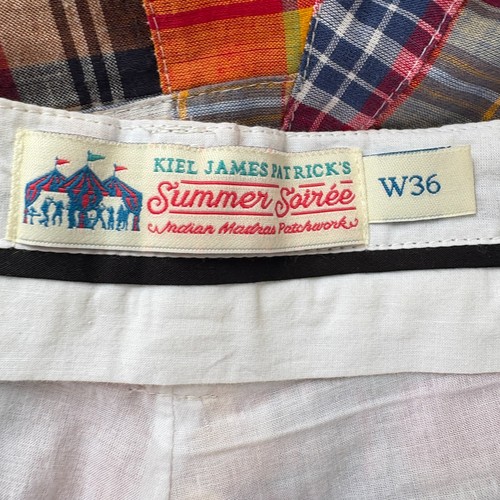 KIEL JAMES PATRICK'S
Summer Soirée
Indian Madras Patchwork
W36